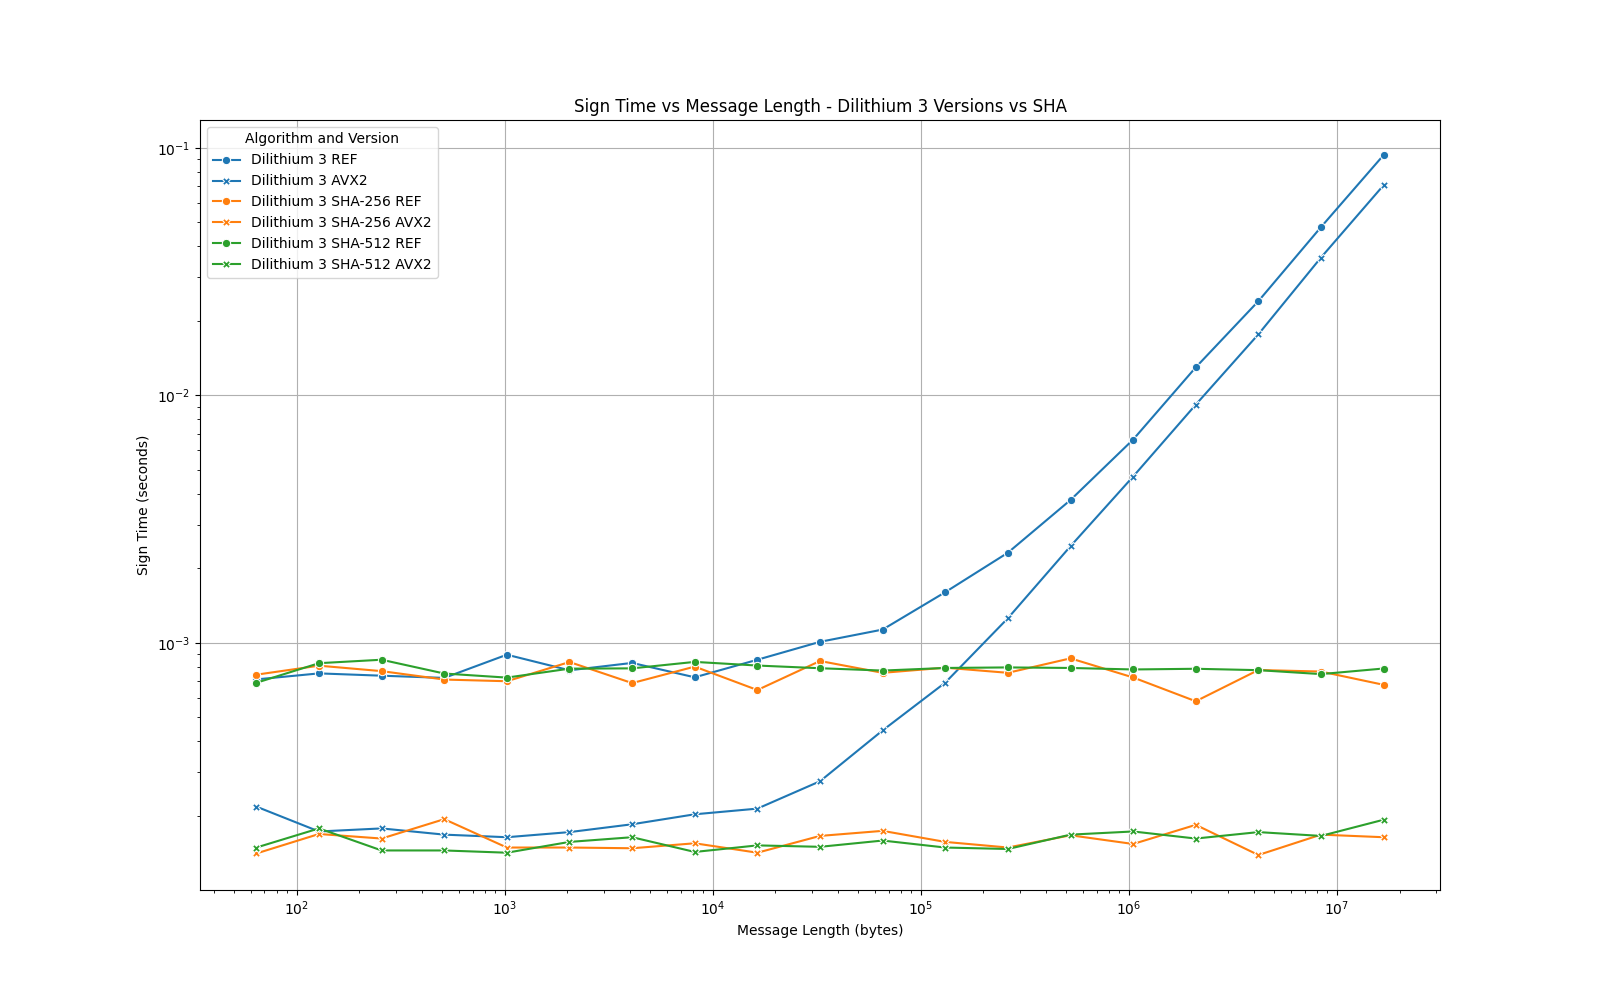 Sign Time vs Message Length - Dilithium 3 Versions vs SHA
Algorithm and Version
Dilithium 3 REF
Dilithium 3 AVX2
Dilithium 3 SHA-256 REF
Dilithium 3 SHA-256 AVX2
Dilithium 3 SHA-512 REF
Dilithium 3 SHA-512 AVX2
Sign Time (seconds)
10⁻¹
10⁻²
10⁻³
10² 10³ 10⁴ 10⁵ 10⁶ 10⁷
Message Length (bytes)